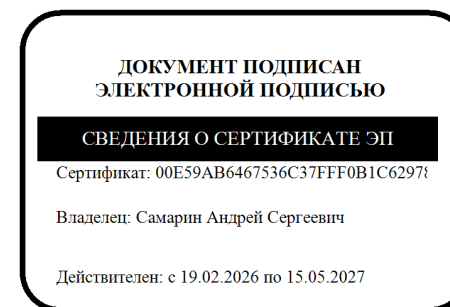 ДОКУМЕНТ ПОДПИСАН
ЭЛЕКТРОННОЙ ПОДПИСЬЮ
СВЕДЕНИЯ О СЕРТИФИКАТЕ ЭП
Сертификат: 00E59AB6467536C37FFF0B1C62978
Владелец: Самарин Андрей Сергеевич
Действителен: с 19.02.2026 по 15.05.2027